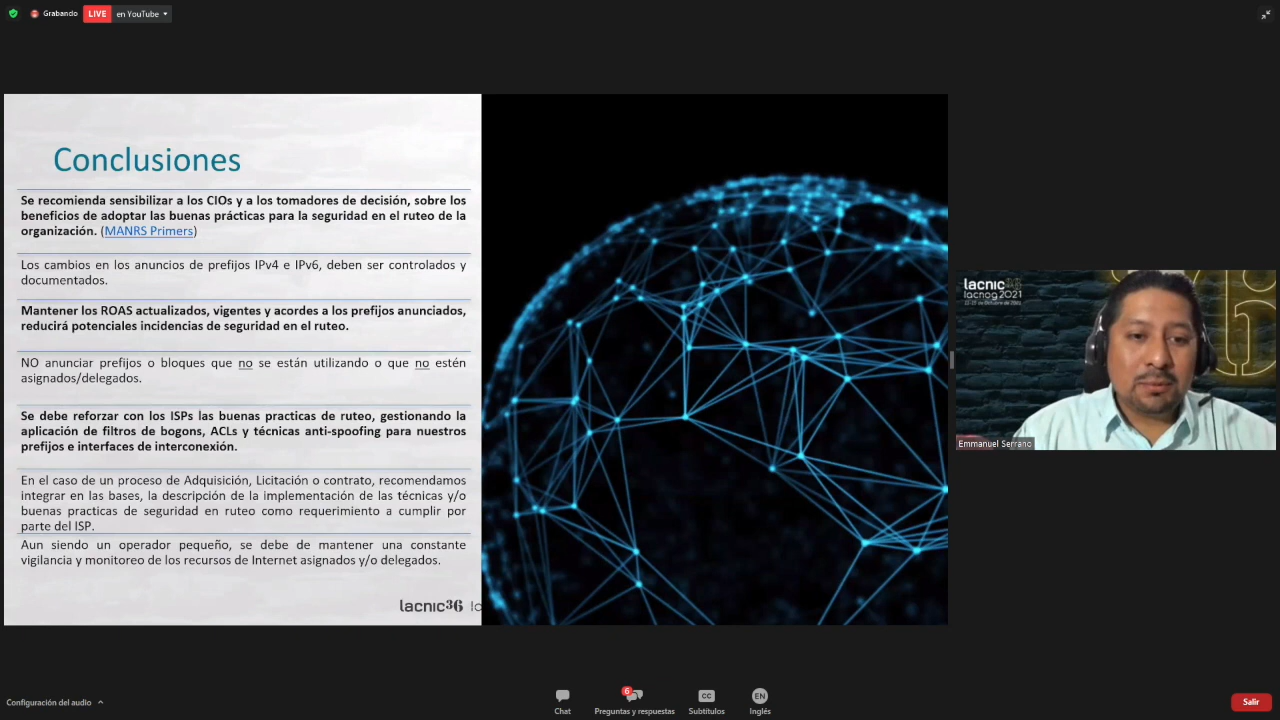 Grabando
LIVE
en YouTube
Conclusiones
Se recomienda sensibilizar a los CIOs y a los tomadores de decisión, sobre los
beneficios de adoptar las buenas prácticas para la seguridad en el ruteo de la
organización. (MANRS Primers)
Los cambios en los anuncios de prefijos IPv4 e IPv6, deben ser controlados y
documentados.
Mantener los ROAS actualizados, vigentes y acordes a los prefijos anunciados,
reducirá potenciales incidencias de seguridad en el ruteo.
NO anunciar prefijos o bloques que no se están utilizando o que no estén
asignados/delegados.
Se debe reforzar con los ISPs las buenas practicas de ruteo, gestionando la
aplicación de filtros de bogons, ACLs y técnicas anti-spoofing para nuestros
prefijos e interfaces de interconexión.
En el caso de un proceso de Adquisición, Licitación o contrato, recomendamos
integrar en las bases, la descripción de la implementación de las técnicas y/o
buenas practicas de seguridad en ruteo como requerimiento a cumplir por
parte del ISP.
Aun siendo un operador pequeño, se debe de mantener una constante
vigilancia y monitoreo de los recursos de Internet asignados y/o delegados.
lacnic36 la
lacnic36
lacnog2021
11-15 de Octubre de 2021
Emmanuel Serrano
Configuración del audio
Chat
6
Preguntas y respuestas
CC
Subtítulos
EN
Inglés
Salir